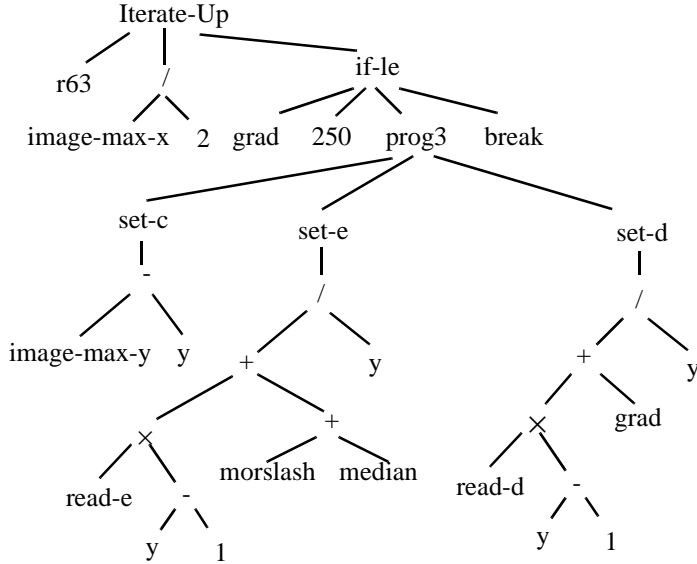 Iterate-Up
r63 / if-le
image-max-x 2 grad 250 prog3 break
set-c set-e set-d
- / /
image-max-y y + y + y
× + × grad
read-e - morslash median read-d -
y 1 y 1